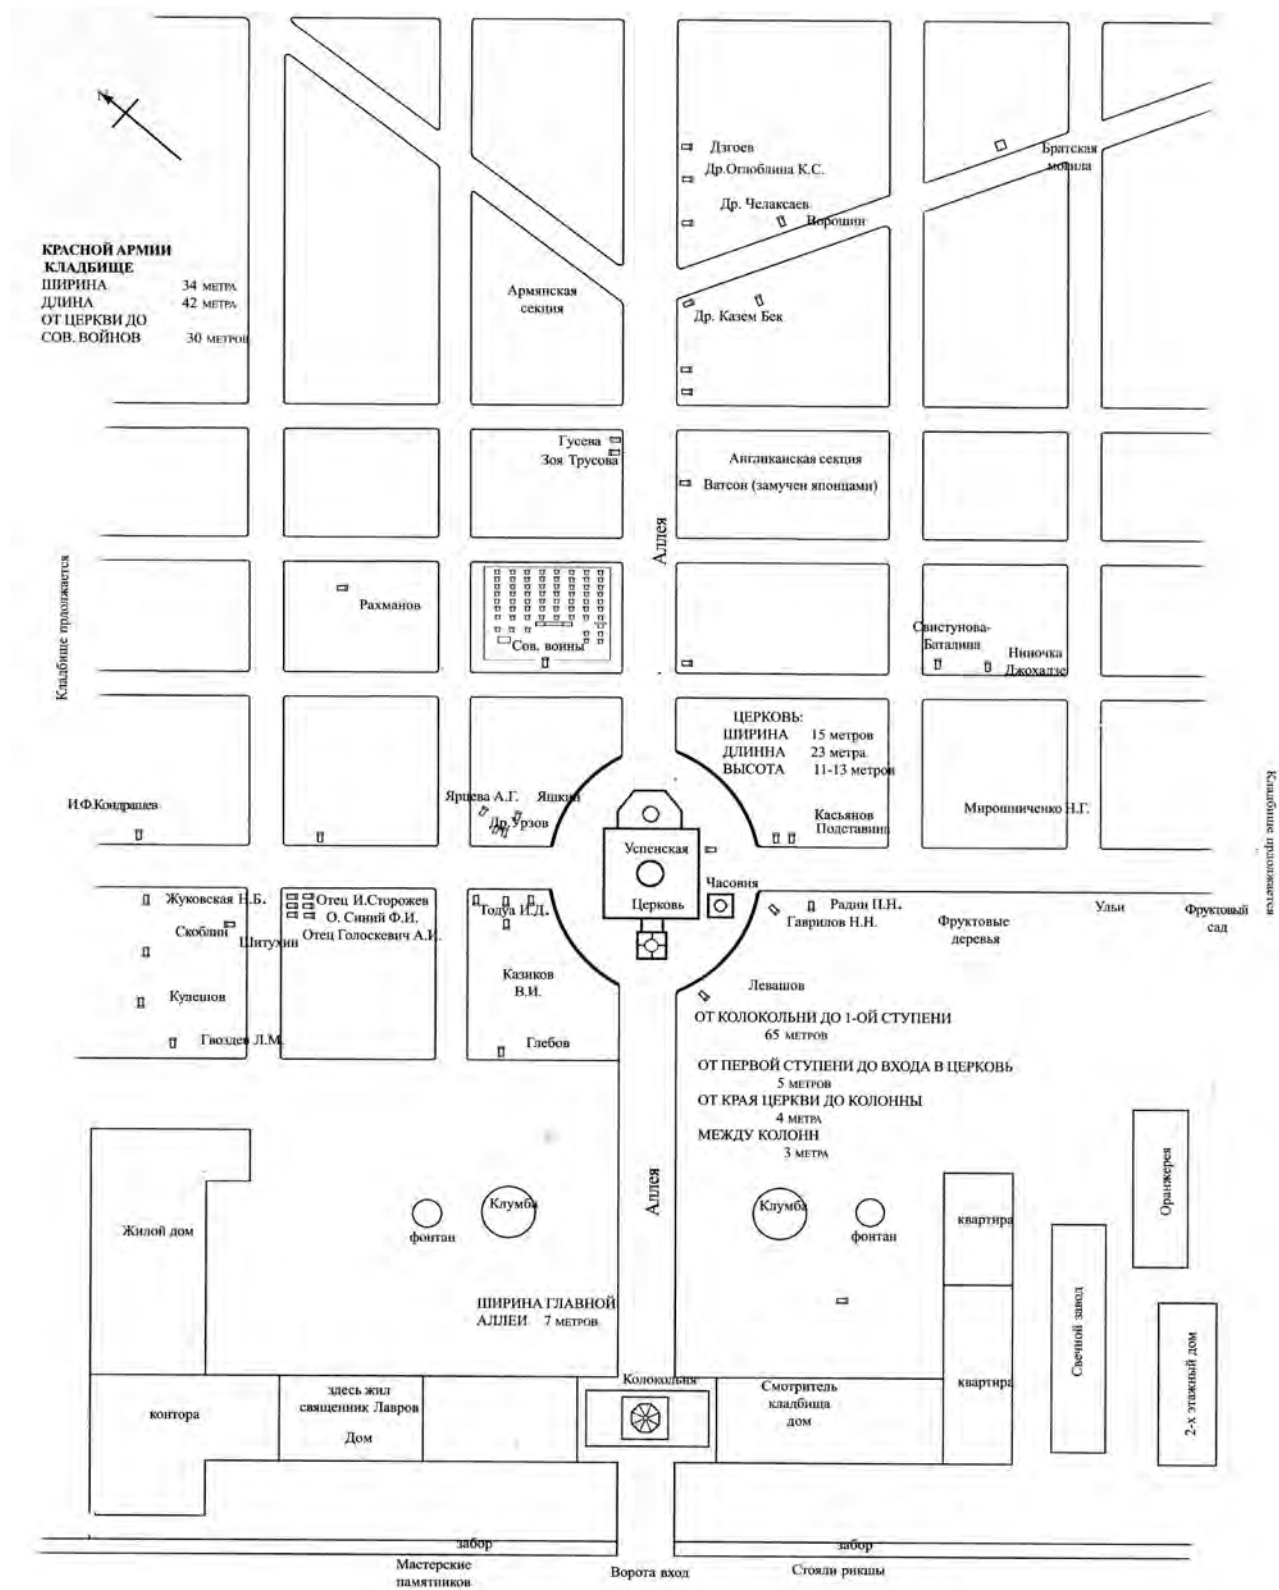 N
Дзгоев
Др.Оглоблина К.С.
Братская
могила
Др. Челаксаев
Ворошин
КРАСНОЙ АРМИИ
КЛАДБИЩЕ
ШИРИНА 34 МЕТРА
ДЛИНА 42 МЕТРА
ОТ ЦЕРКВИ ДО
СОВ. ВОЙНОВ 30 МЕТРОВ
Армянская
секция
Др. Казем Бек
Гусева
Зоя Трусова
Англиканская секция
Ватсон (замучен японцами)
Аллея
Кладбище прдолжается
Рахманов
Сов. воины
Свистунова-
Баталина
Ниночка
Джохадзе
ЦЕРКОВЬ:
ШИРИНА 15 метров
ДЛИННА 23 метра
ВЫСОТА 11-13 метров
Кладбище прдолжается
И.Ф.Кондрашев
Ярцева А.Г.
Яшкин
Др.Урзов
Касьянов
Подставина
Мирошниченко Н.Г.
Успенская
Церковь
Часовня
Жуковская Н.Б.
Скоблин
Шитухин
Отец И.Сторожев
О. Синий Ф.И.
Отец Голоскевич А.И.
Тодуа И.Д.
Радин П.Н.
Гаврилов Н.Н.
Фруктовые
деревья
Ульи
Фруктовый
сад
Кулешов
Гвоздев Л.М.
Казиков
В.И.
Глебов
Левашов
ОТ КОЛОКОЛЬНИ ДО 1-ОЙ СТУПЕНИ
65 МЕТРОВ
ОТ ПЕРВОЙ СТУПЕНИ ДО ВХОДА В ЦЕРКОВЬ
5 МЕТРОВ
ОТ КРАЯ ЦЕРКВИ ДО КОЛОННЫ
4 МЕТРА
МЕЖДУ КОЛОНН
3 МЕТРА
Аллея
Жилой дом
фонтан
Клумба
Клумба
фонтан
квартира
Оранжерея
ШИРИНА ГЛАВНОЙ
АЛЛЕИ 7 МЕТРОВ
Свечной завод
2-х этажный дом
контора
здесь жил
священник Лавров
Дом
Колокольня
Смотритель
кладбища
дом
квартира
забор
забор
Мастерские
памятников
Ворота вход
Стояли рикшы